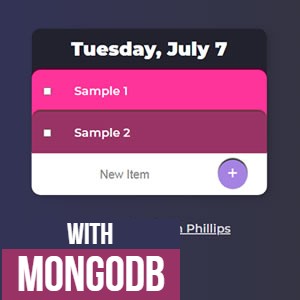 Tuesday, July 7
Sample 1
Sample 2
New Item
+
Phillips
WITH
MONGODB